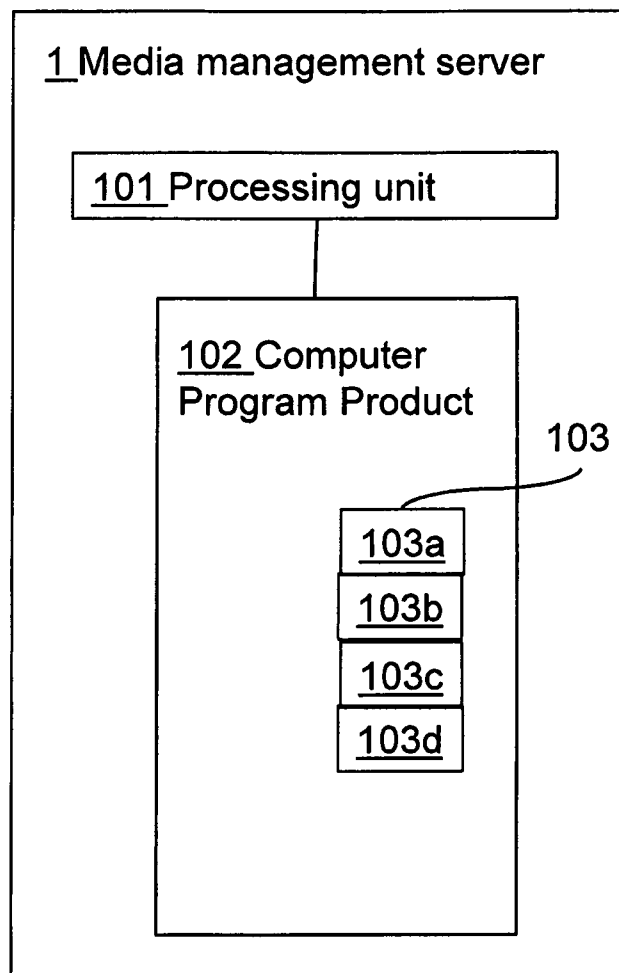 1 Media management server
101 Processing unit
102 Computer
Program Product
103
103a
103b
103c
103d